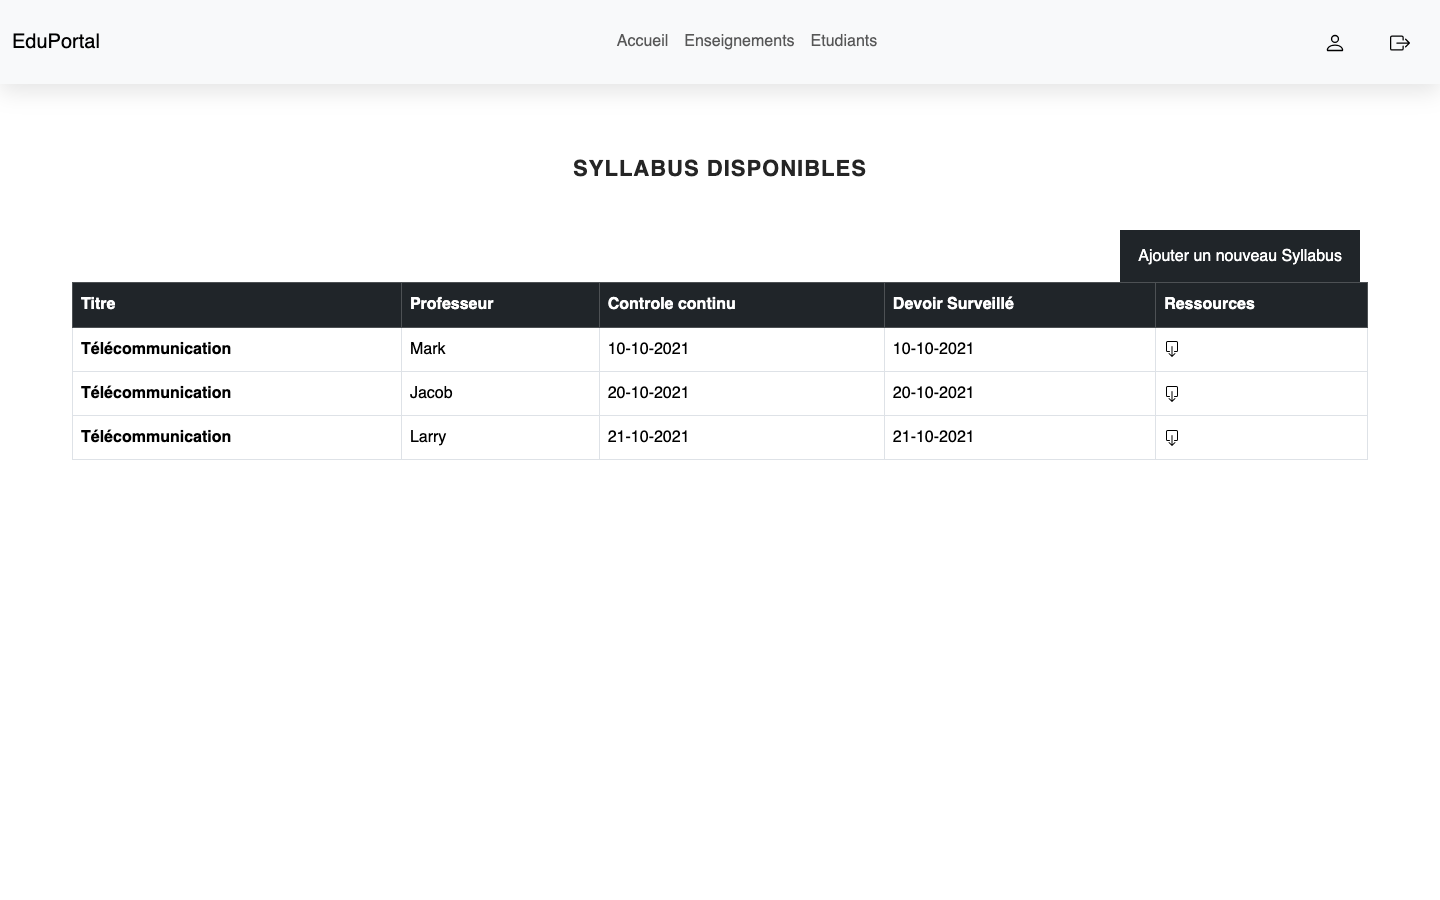 EduPortal Accueil Enseignements Etudiants
SYLLABUS DISPONIBLES
Ajouter un nouveau Syllabus
Titre Professeur Controle continu Devoir Surveillé Ressources
Télécommunication Mark 10-10-2021 10-10-2021
Télécommunication Jacob 20-10-2021 20-10-2021
Télécommunication Larry 21-10-2021 21-10-2021